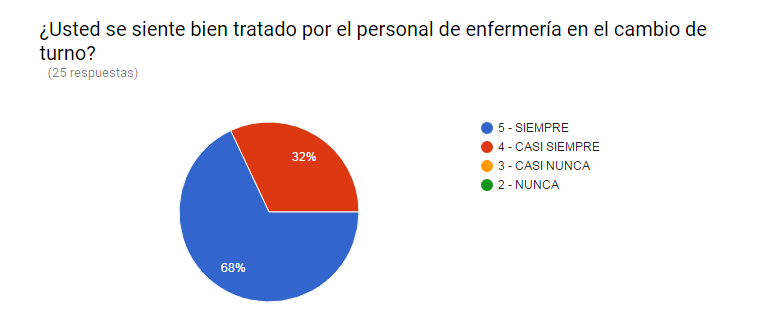 ¿Usted se siente bien tratado por el personal de enfermería en el cambio de
turno?
(25 respuestas)
5 - SIEMPRE
4 - CASI SIEMPRE
3 - CASI NUNCA
2 - NUNCA
32%
68%